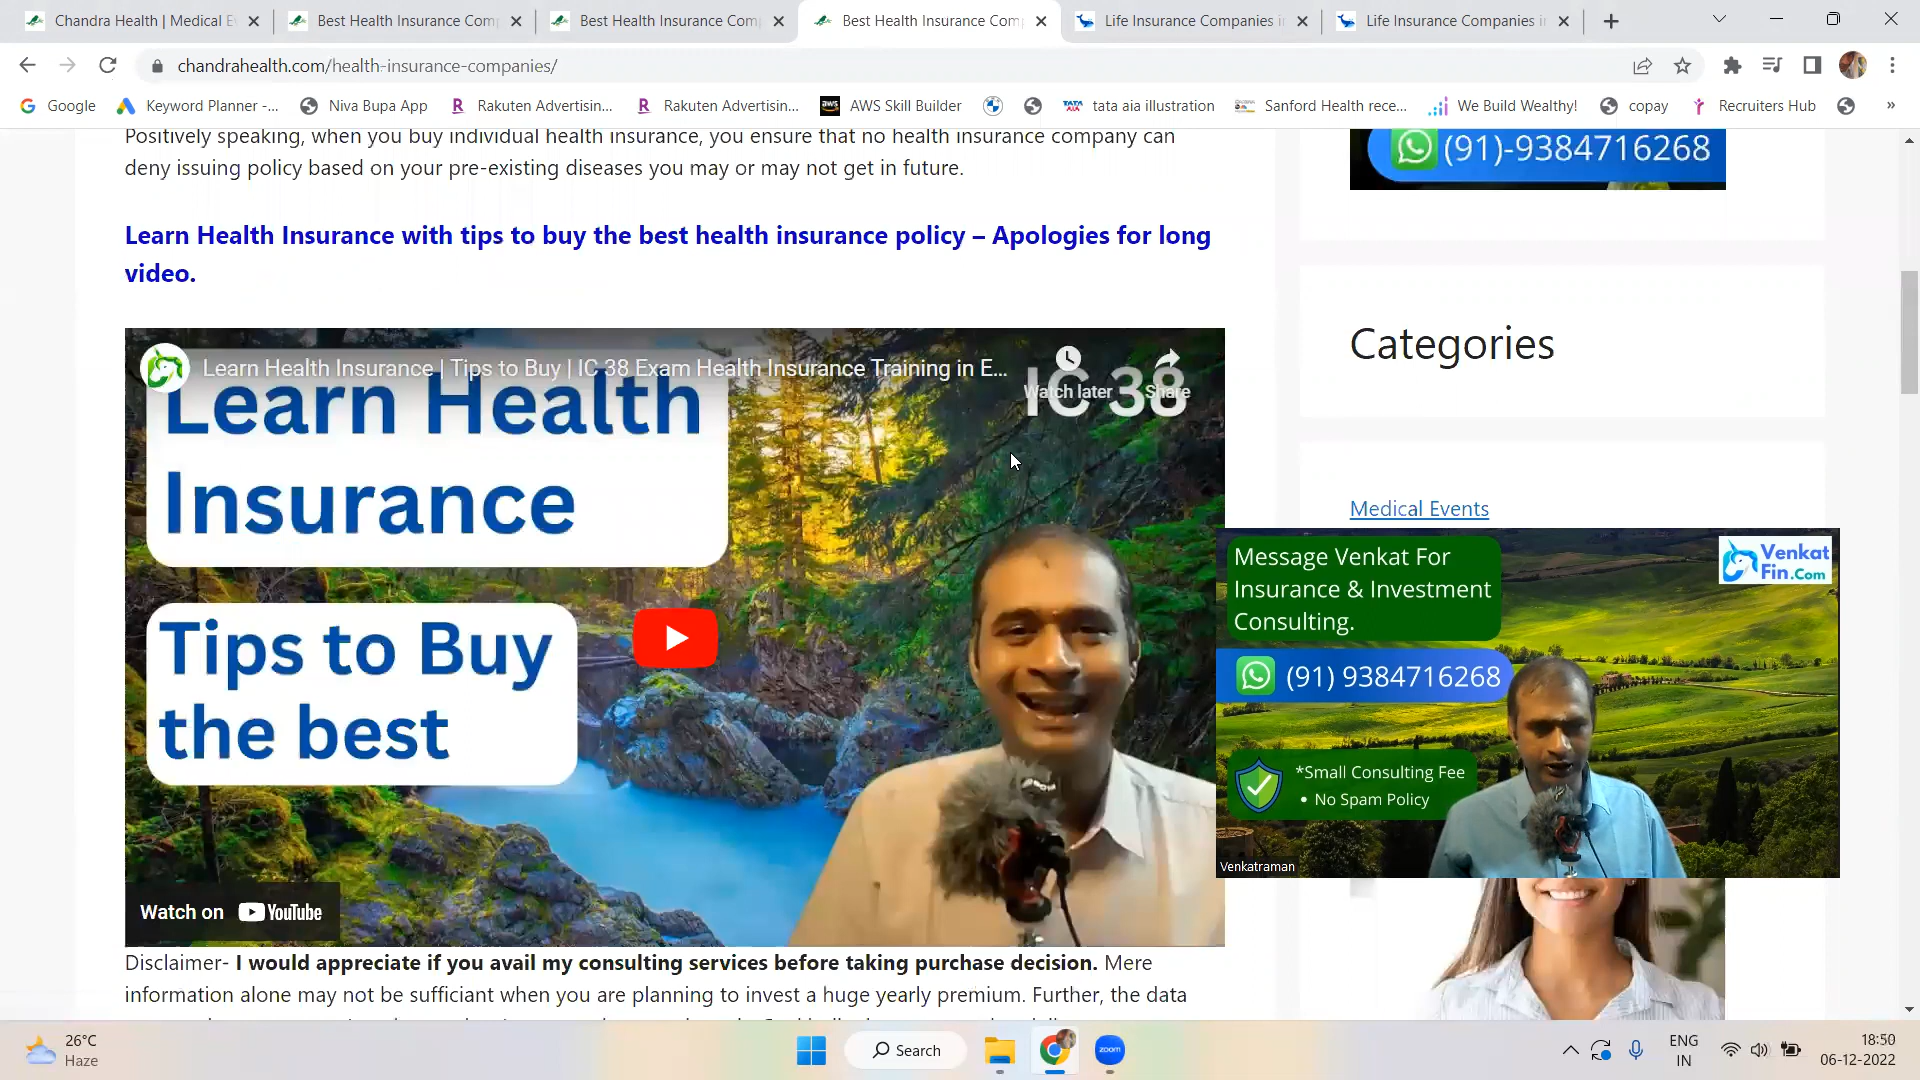 Chandra Health | Medical E
Best Health Insurance Com
Best Health Insurance Com
Best Health Insurance Com
Life Insurance Companies i
Life Insurance Companies i
chandrahealth.com/health-insurance-companies/
Google
Keyword Planner -...
Niva Bupa App
Rakuten Advertisin...
Rakuten Advertisin...
aws
AWS Skill Builder
TATA
AIA
tata aia illustration
Sanford Health rece...
We Build Wealthy!
copay
Recruiters Hub
»
Positively speaking, when you buy individual health insurance, you ensure that no health insurance company can
deny issuing policy based on your pre-existing diseases you may or may not get in future.
Learn Health Insurance with tips to buy the best health insurance policy – Apologies for long
video.
Learn Health Insurance | Tips to Buy | IC 38 Exam Health Insurance Training in E...
Watch later
Share
IC 38
Learn Health
Insurance
Tips to Buy
the best
Watch on YouTube
Disclaimer- I would appreciate if you avail my consulting services before taking purchase decision. Mere
information alone may not be sufficiant when you are planning to invest a huge yearly premium. Further, the data
(91)-9384716268
Categories
Medical Events
Message Venkat For
Insurance & Investment
Consulting.
(91) 9384716268
*Small Consulting Fee
• No Spam Policy
Venkat
Fin.Com
Venkatraman
26°C
Haze
Search
zoom
ENG
IN
18:50
06-12-2022